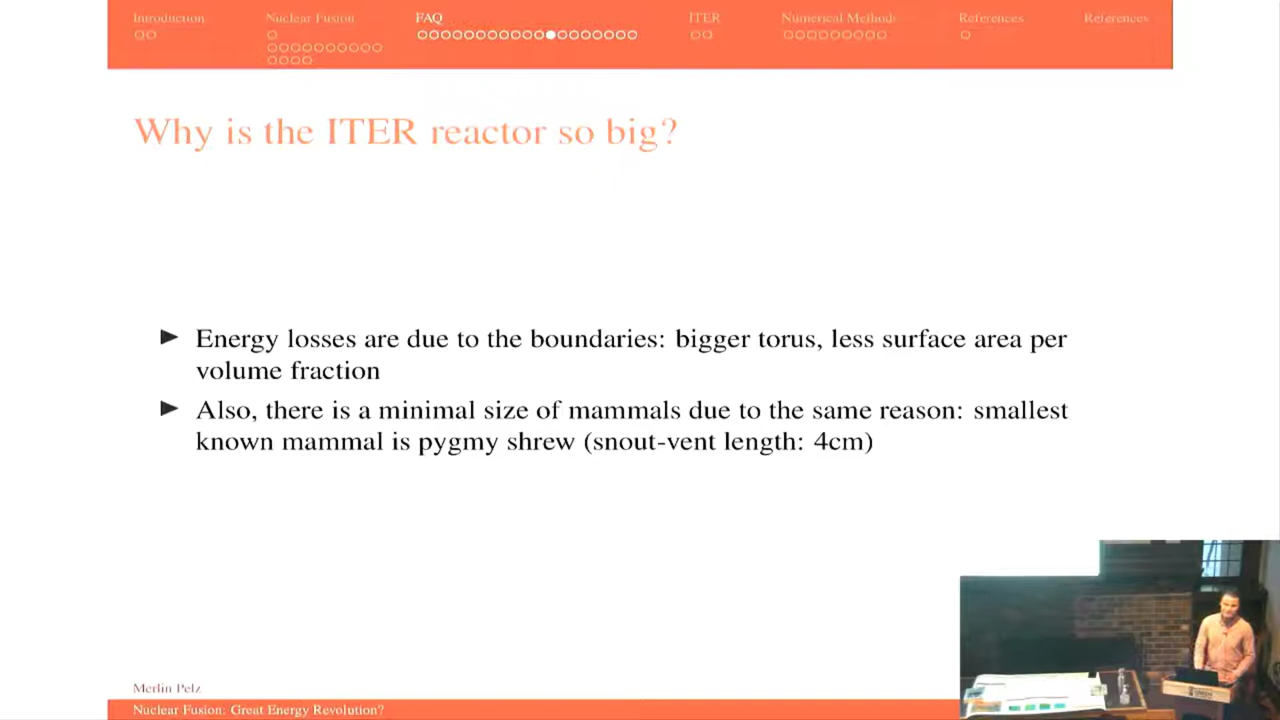 Introduction
Nuclear Fusion
FAQ
ITER
Numerical Methods
References
References
Why is the ITER reactor so big?
Energy losses are due to the boundaries: bigger torus, less surface area per
volume fraction
Also, there is a minimal size of mammals due to the same reason: smallest
known mammal is pygmy shrew (snout-vent length: 4cm)
Merlin Pelz
Nuclear Fusion: Great Energy Revolution?